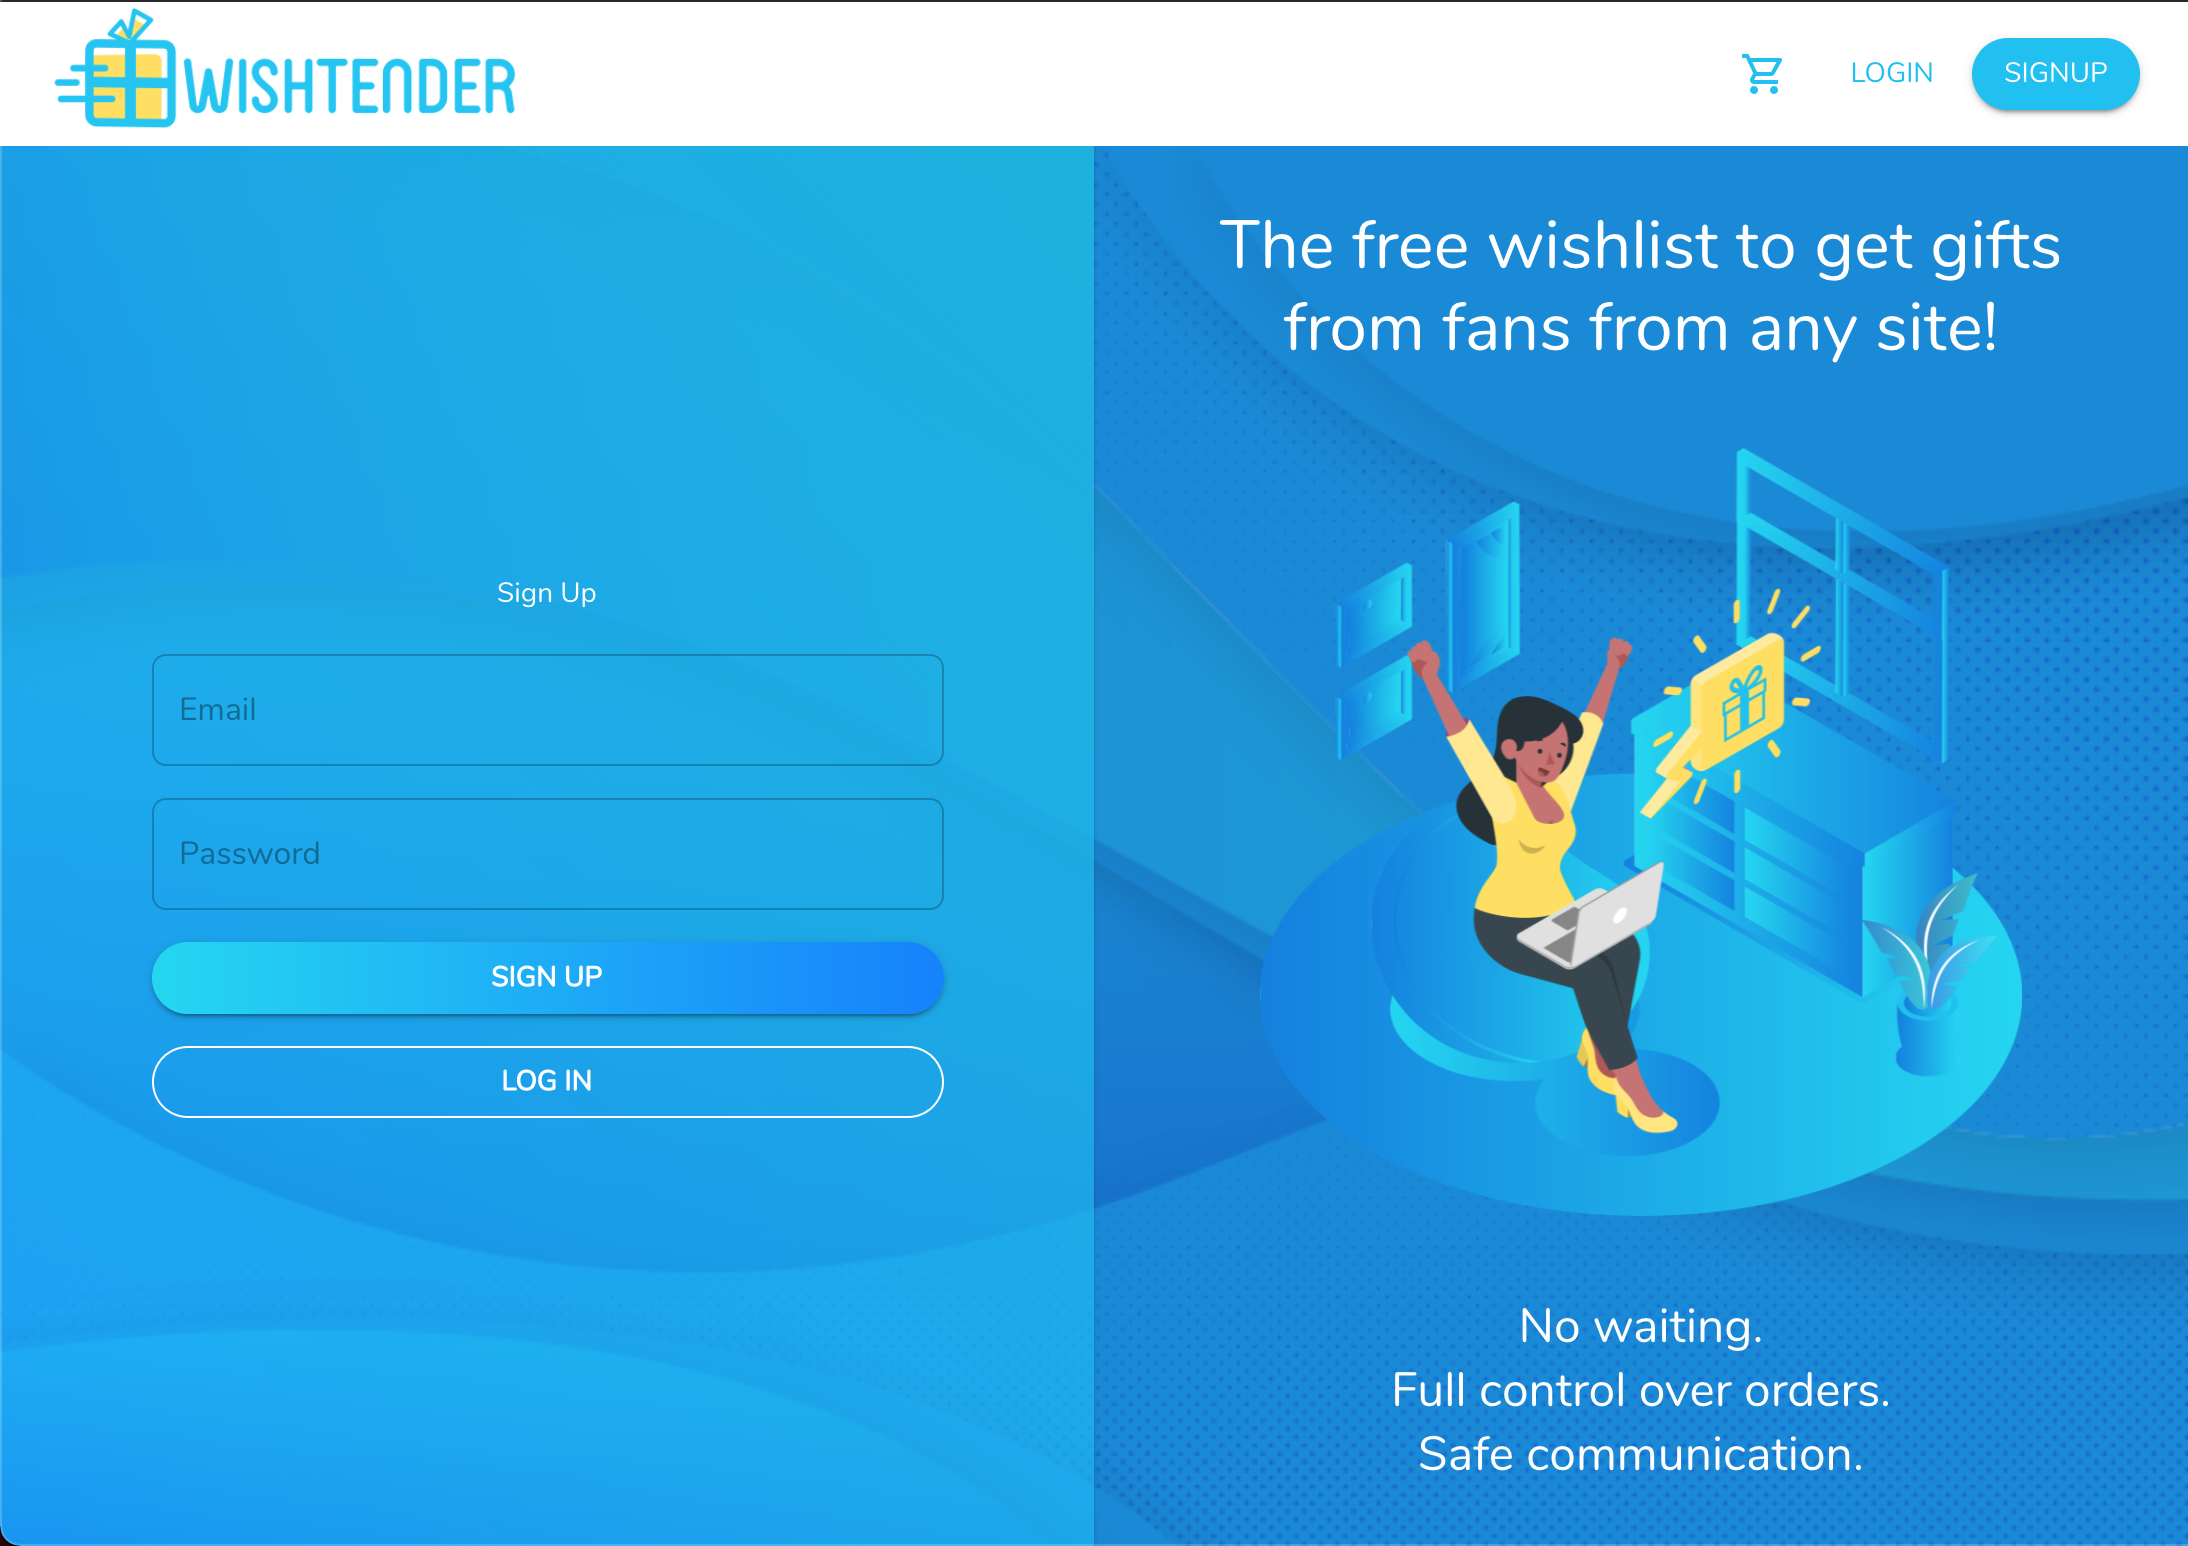 WISHTENDER
LOGIN
SIGNUP
The free wishlist to get gifts
from fans from any site!
Sign Up
Email
Password
SIGN UP
LOG IN
No waiting.
Full control over orders.
Safe communication.